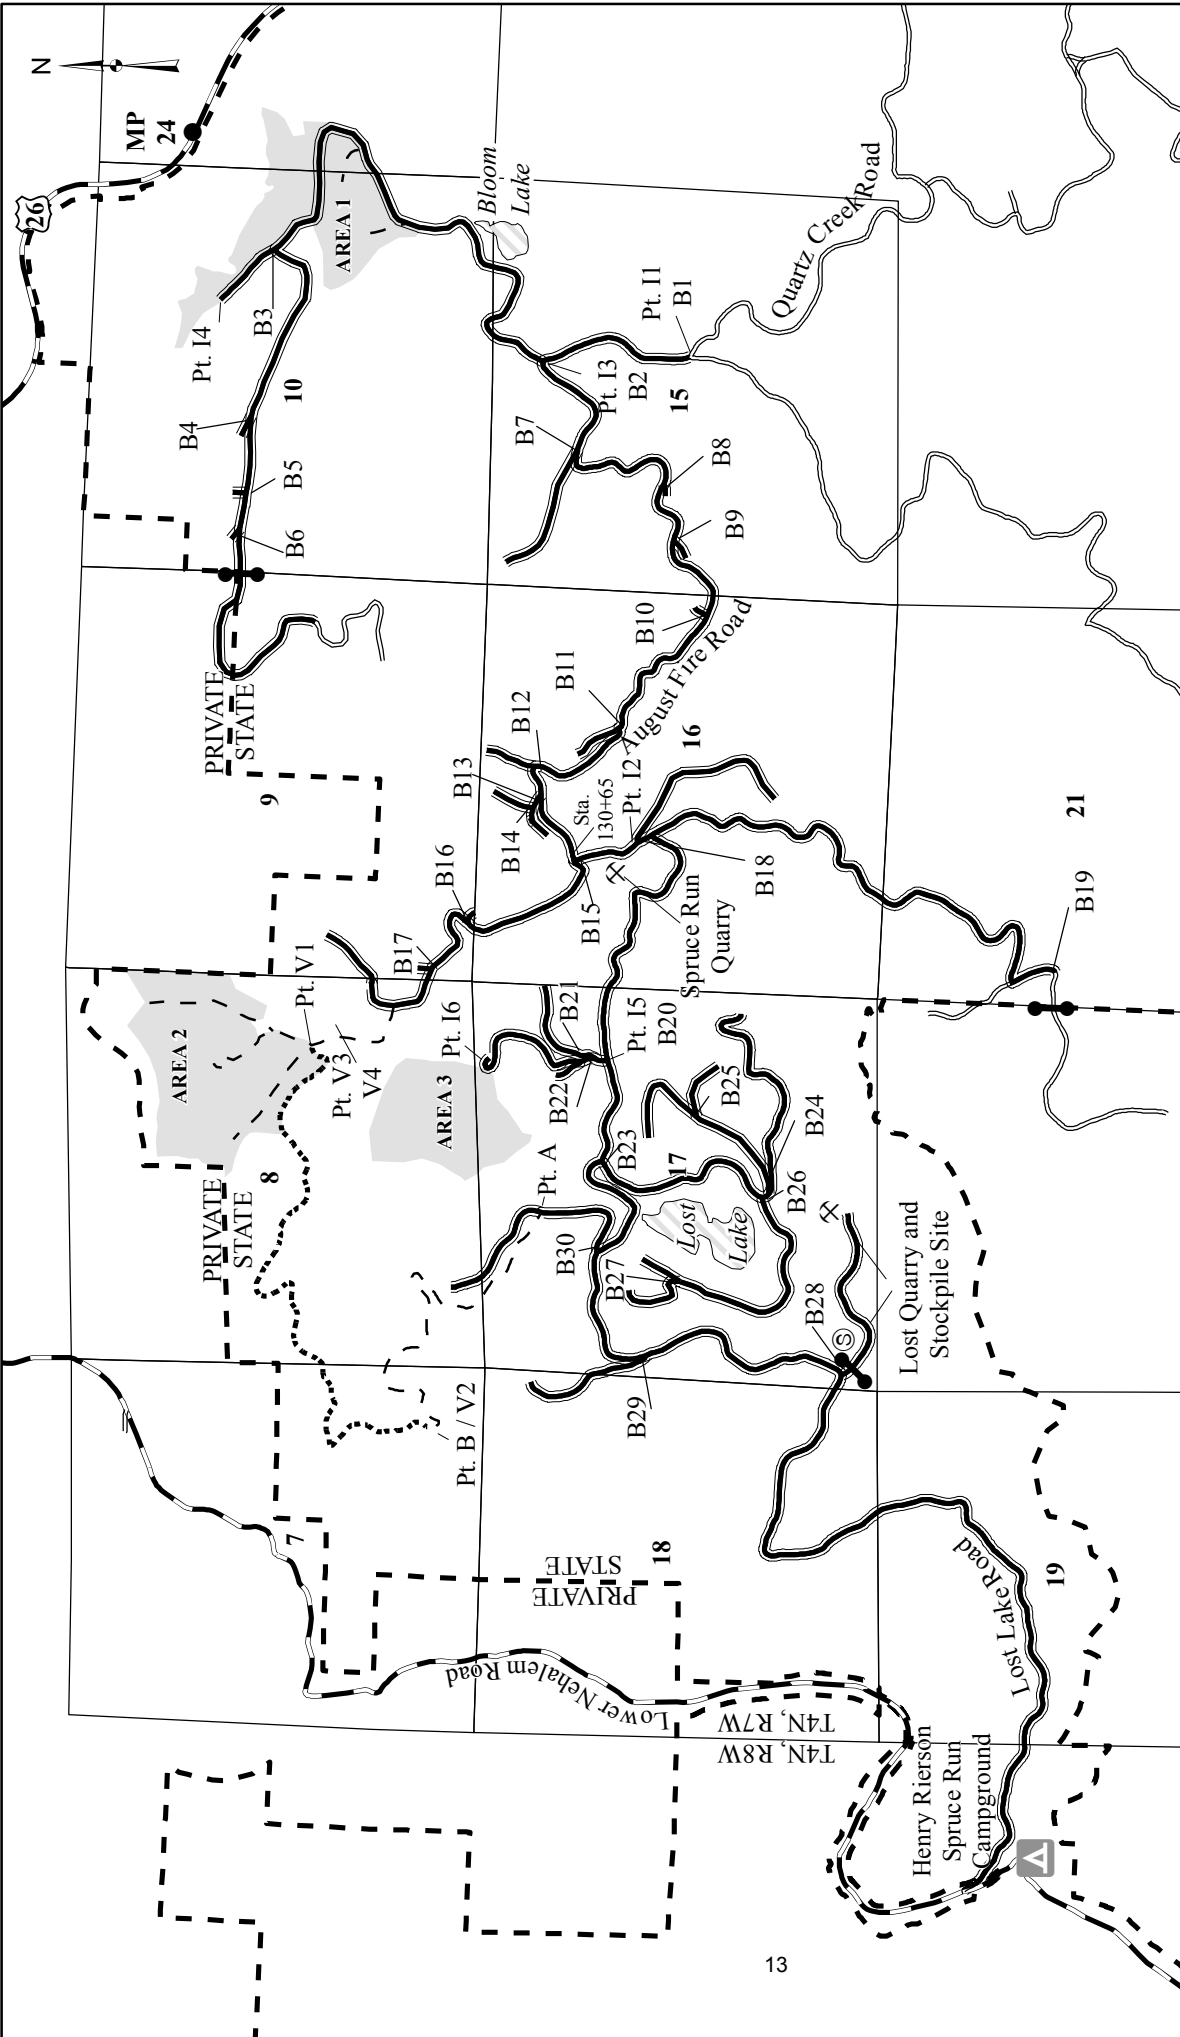 N
MP
24
26
AREA 1
Bloom
Lake
Pt. I4
B3
10
B4
B5
B6
Quartz Creek Road
Pt. I1
B1
Pt. I3
B2
15
B7
B8
B9
B10
August Fire Road
B11
B12
B13
B14
16
Sta.
130+65
Pt. I2
B15
B16
B17
B18
Spruce Run
Quarry
21
B19
PRIVATE
STATE
9
AREA 2
Pt. V1
Pt. V3
V4
Pt. I6
AREA 3
B21
Pt. I5
B20
B22
B23
Pt. A
8
PRIVATE
STATE
17
B25
B24
B26
Lost
Lake
B27
B30
B28
S
Lost Quarry and
Stockpile Site
B29
Pt. B / V2
7
18
STATE
PRIVATE
Lower Nehalem Road
T4N, R7W
T4N, R8W
Lost Lake Road
19
Henry Rierson
Spruce Run
Campground
13